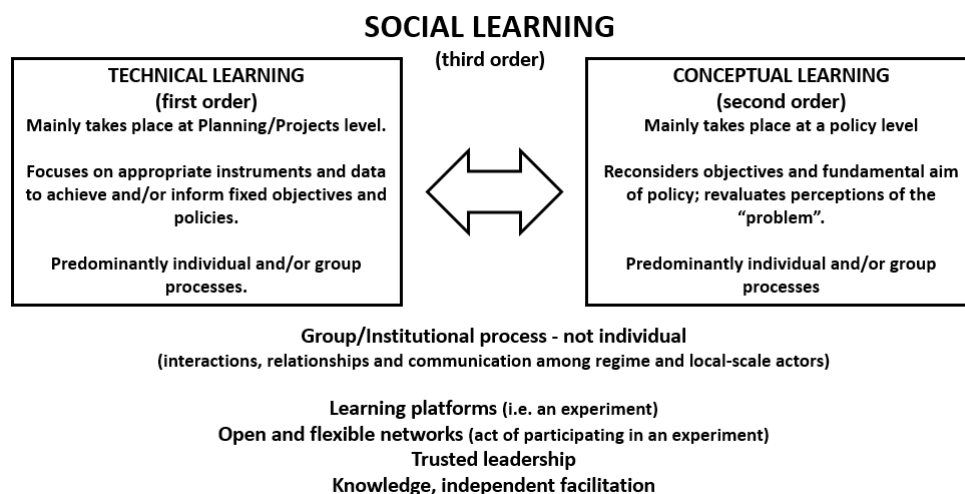 SOCIAL LEARNING
(third order)
TECHNICAL LEARNING
(first order)
Mainly takes place at Planning/Projects level.
Focuses on appropriate instruments and data
to achieve and/or inform fixed objectives and
policies.
Predominantly individual and/or group
processes.
CONCEPTUAL LEARNING
(second order)
Mainly takes place at a policy level
Reconsiders objectives and fundamental aim
of policy; revaluates perceptions of the
“problem”.
Predominantly individual and/or group
processes
Group/Institutional process - not individual
(interactions, relationships and communication among regime and local-scale actors)
Learning platforms (i.e. an experiment)
Open and flexible networks (act of participating in an experiment)
Trusted leadership
Knowledge, independent facilitation